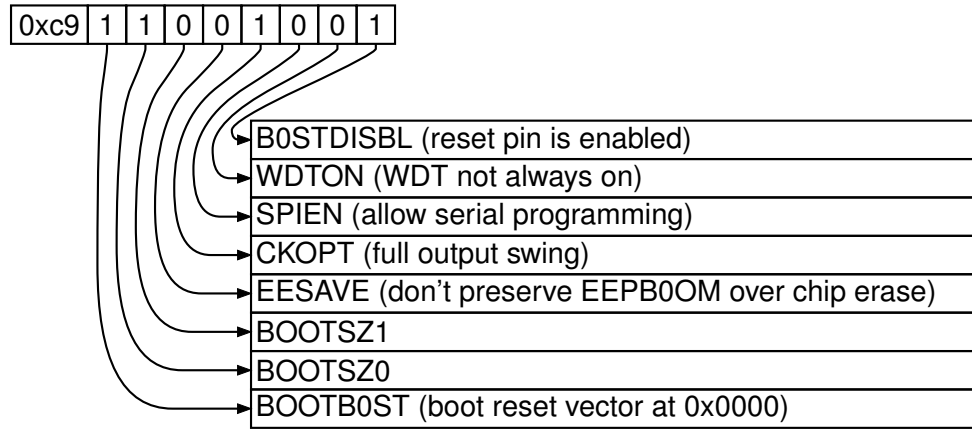 0xc9 1 1 0 0 1 0 0 1
B0STDISBL (reset pin is enabled)
WDTON (WDT not always on)
SPIEN (allow serial programming)
CKOPT (full output swing)
EESAVE (don't preserve EEPB0OM over chip erase)
BOOTSZ1
BOOTSZ0
BOOTB0ST (boot reset vector at 0x0000)